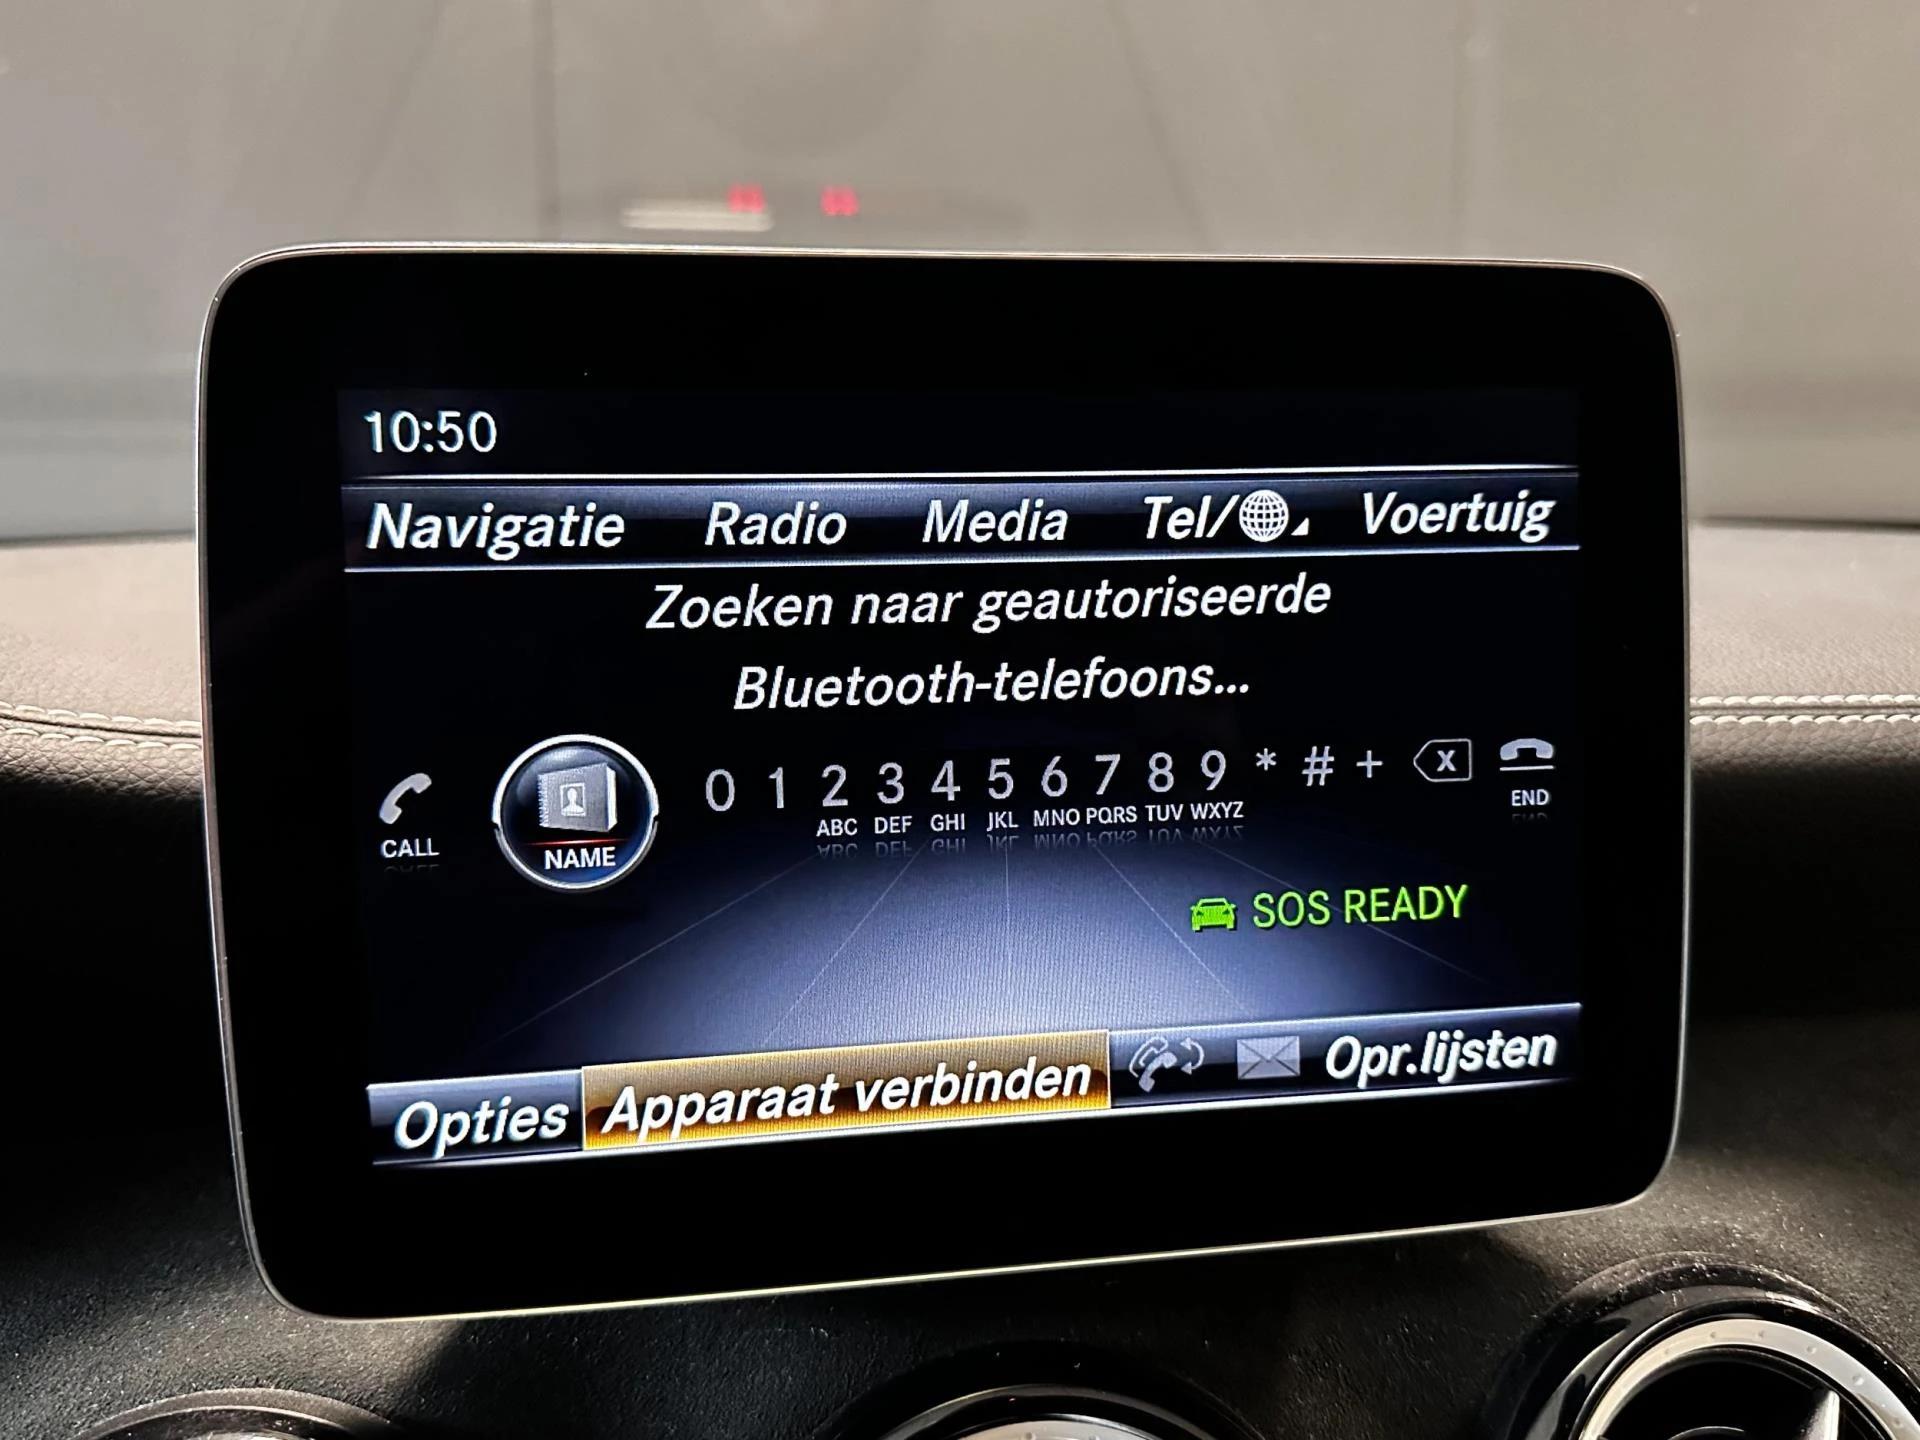 10:50
Navigatie Radio Media Tel/ Voertuig
Zoeken naar geautoriseerde
Bluetooth-telefoons...
0 1 2 3 4 5 6 7 8 9 * # + X
ABC DEF GHI JKL MNO PQRS TUV WXYZ
CALL NAME END
SOS READY
Opties Apparaat verbinden Opr.lijsten